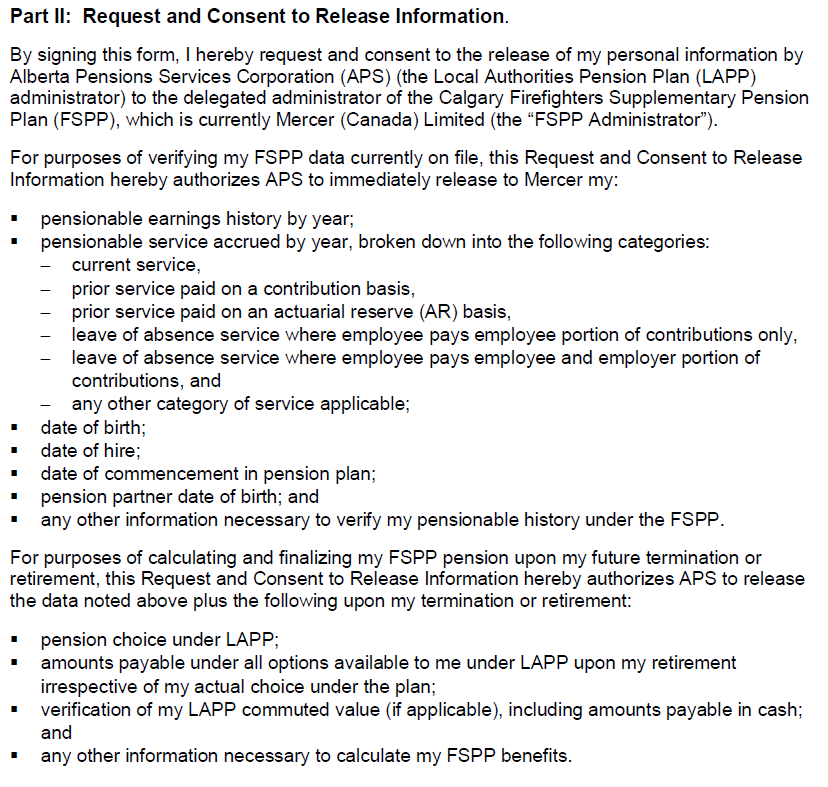 Part II:  Request and Consent to Release Information.
By signing this form, I hereby request and consent to the release of my personal information by
Alberta Pensions Services Corporation (APS) (the Local Authorities Pension Plan (LAPP)
administrator) to the delegated administrator of the Calgary Firefighters Supplementary Pension
Plan (FSPP), which is currently Mercer (Canada) Limited (the “FSPP Administrator”).
For purposes of verifying my FSPP data currently on file, this Request and Consent to Release
Information hereby authorizes APS to immediately release to Mercer my:
▪ pensionable earnings history by year;
▪ pensionable service accrued by year, broken down into the following categories:
– current service,
– prior service paid on a contribution basis,
– prior service paid on an actuarial reserve (AR) basis,
– leave of absence service where employee pays employee portion of contributions only,
– leave of absence service where employee pays employee and employer portion of
contributions, and
– any other category of service applicable;
▪ date of birth;
▪ date of hire;
▪ date of commencement in pension plan;
▪ pension partner date of birth; and
▪ any other information necessary to verify my pensionable history under the FSPP.
For purposes of calculating and finalizing my FSPP pension upon my future termination or
retirement, this Request and Consent to Release Information hereby authorizes APS to release
the data noted above plus the following upon my termination or retirement:
▪ pension choice under LAPP;
▪ amounts payable under all options available to me under LAPP upon my retirement
irrespective of my actual choice under the plan;
▪ verification of my LAPP commuted value (if applicable), including amounts payable in cash;
and
▪ any other information necessary to calculate my FSPP benefits.